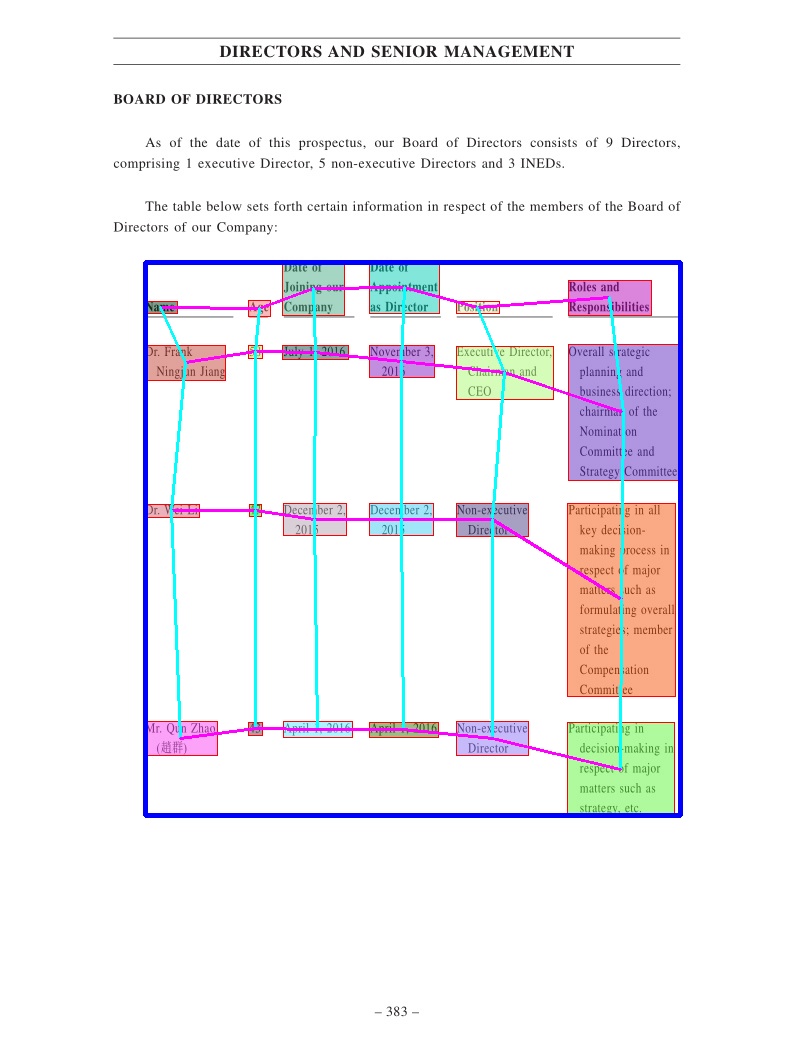 DIRECTORS AND SENIOR MANAGEMENT
BOARD OF DIRECTORS
As of the date of this prospectus, our Board of Directors consists of 9 Directors,
comprising 1 executive Director, 5 non-executive Directors and 3 INEDs.
The table below sets forth certain information in respect of the members of the Board of
Directors of our Company:
Name
Age
Date of
Joining our
Company
Date of
Appointment
as Director
Position
Roles and
Responsibilities
Dr. Frank
Ningjun Jiang
July 1, 2016
November 3,
Executive Director,
Chairman and
CEO
Overall strategic
planning and
business direction;
chairman of the
Nomination
Committee and
Strategy Committee
Dr. Wei Li
December 2,
2015
December 2,
2015
Non-executive
Director
Participating in all
key decision-
making process in
respect of major
matters such as
formulating overall
strategies; member
of the
Compensation
Committee
Mr. Qun Zhao
(趙群)
April 1, 2016
April 1, 2016
Non-executive
Director
Participating in
decision-making in
respect of major
matters such as
strategy, etc.
– 383 –